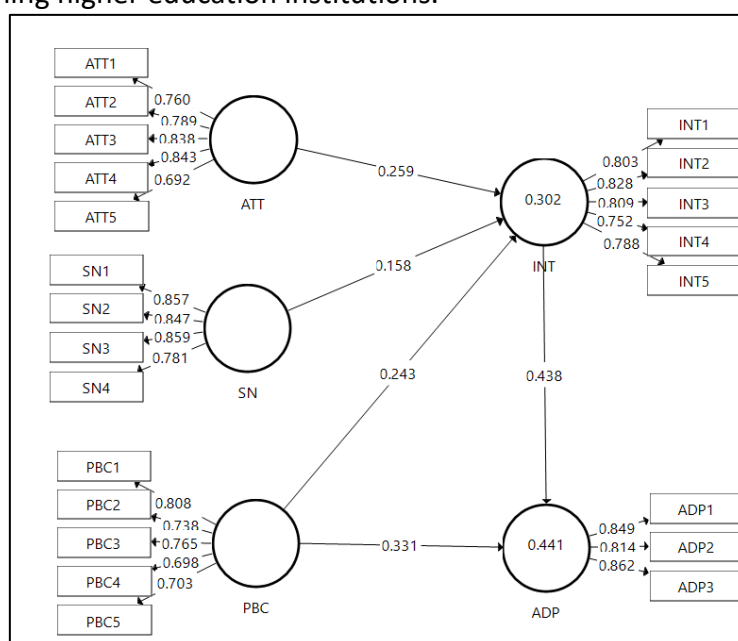 ling higher education institutions.
ATT1
ATT2
ATT3
ATT4
ATT5
0.760
0.789
0.838
0.843
0.692
ATT
0.259
SN1
SN2
SN3
SN4
0.857
0.847
0.859
0.781
SN
0.158
PBC1
PBC2
PBC3
PBC4
PBC5
0.808
0.738
0.765
0.698
0.703
PBC
0.243
0.331
0.302
INT
0.803
0.828
0.809
0.752
0.788
INT1
INT2
INT3
INT4
INT5
0.438
0.441
ADP
0.849
0.814
0.862
ADP1
ADP2
ADP3